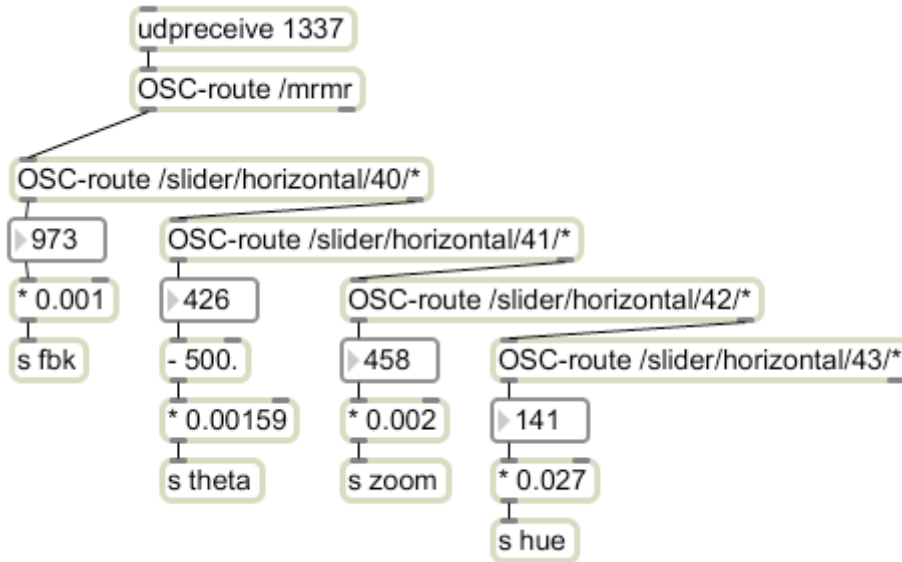 udpreceive 1337
OSC-route /mrmr
OSC-route /slider/horizontal/40/*
973
OSC-route /slider/horizontal/41/*
* 0.001
426
OSC-route /slider/horizontal/42/*
s fbk
- 500.
458
OSC-route /slider/horizontal/43/*
* 0.00159
* 0.002
141
s theta
s zoom
* 0.027
s hue